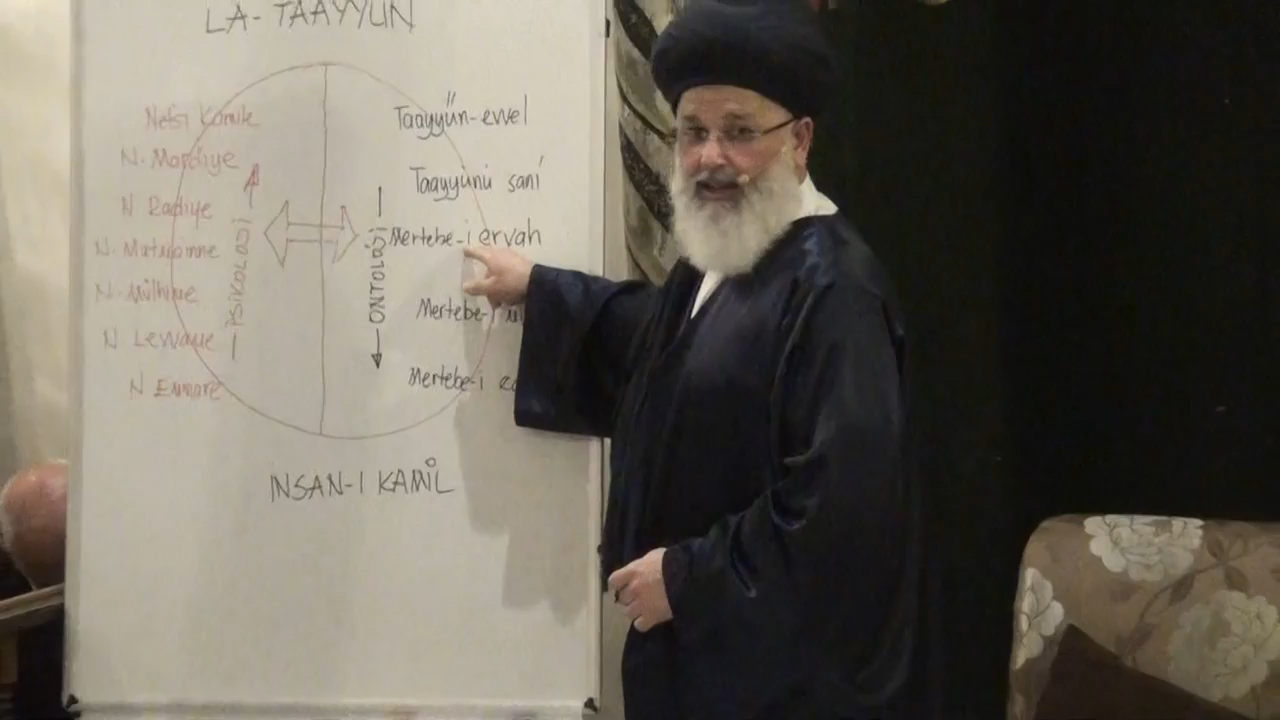 LA-TAAYYUN
Nefsi Kamile
N. Mardiye
N Radiye
N. Mutmainne
N. Mülhime
N Levvame
N Emmare
PSİKOLOJİ
ONTOLOJİ
Taayyün-evvel
Taayyünü sani
Mertebe-i ervah
Mertebe-i
Mertebe-i
İNSAN-I KAMİL